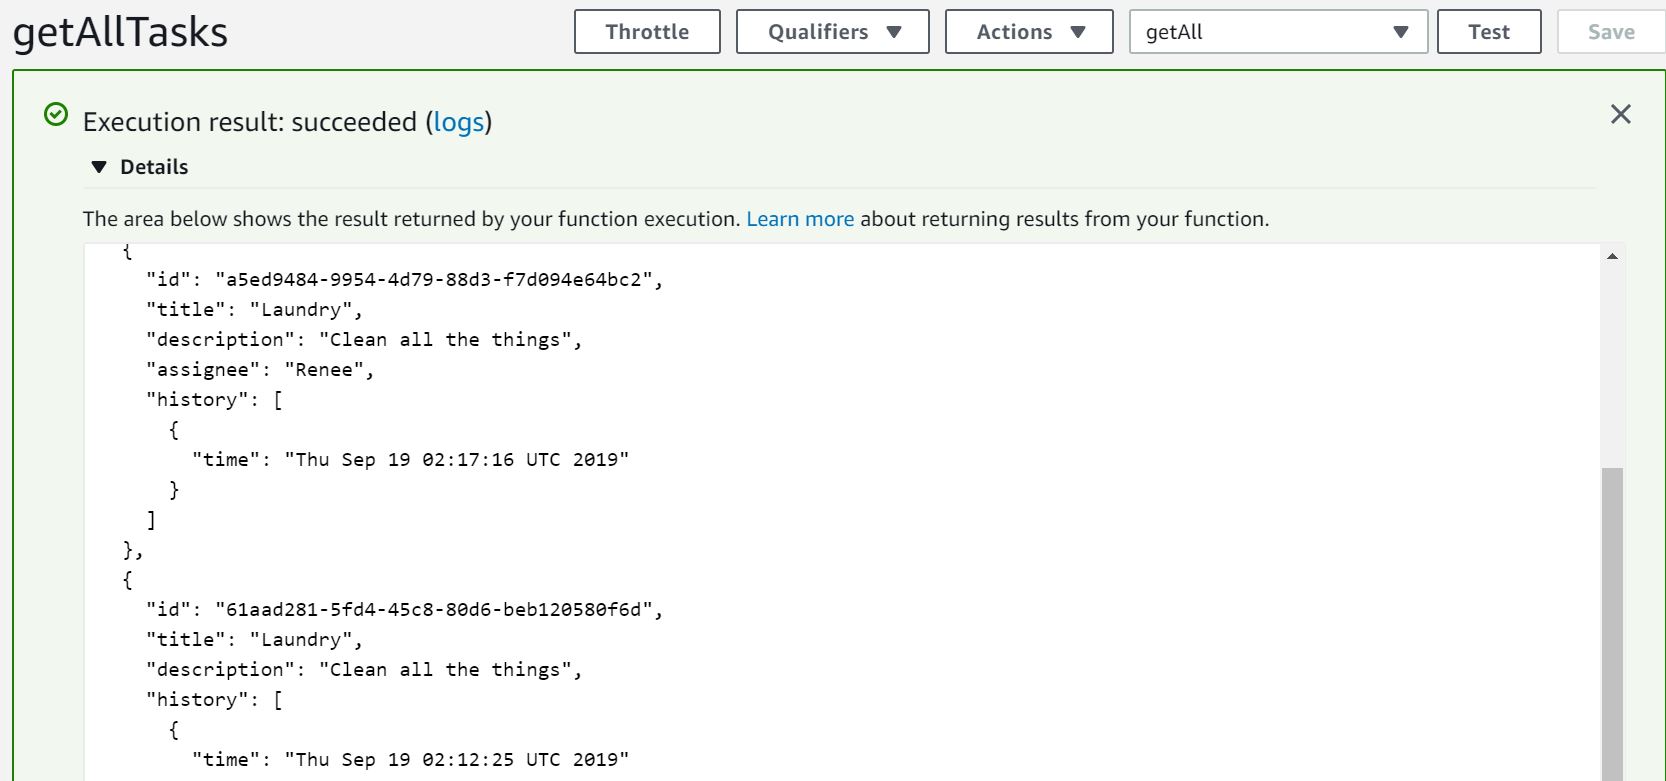 getAllTasks
Throttle
Qualifiers
Actions
getAll
Test
Save
Execution result: succeeded (logs)
Details
The area below shows the result returned by your function execution. Learn more about returning results from your function.
{
"id": "a5ed9484-9954-4d79-88d3-f7d094e64bc2",
"title": "Laundry",
"description": "Clean all the things",
"assignee": "Renee",
"history": [
{
"time": "Thu Sep 19 02:17:16 UTC 2019"
}
]
},
{
"id": "61aad281-5fd4-45c8-80d6-beb120580f6d",
"title": "Laundry",
"description": "Clean all the things",
"history": [
{
"time": "Thu Sep 19 02:12:25 UTC 2019"